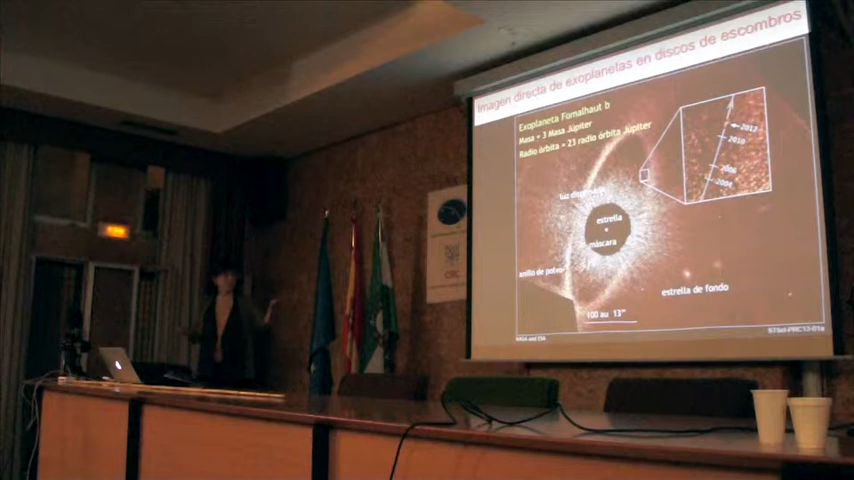 Imagen directa de exoplanetas en discos de escombros
Exoplaneta Fomalhaut b
Masa = 3 Masa Júpiter
Radio órbita = 23 radio órbita Júpiter
2012
2010
2006
2004
luz dispersada
estrella
máscara
anillo de polvo
estrella de fondo
100 au 13"
NASA and ESA
STScI-PRC13-01a
CSIC